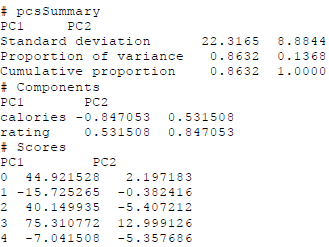 # pcsSummary
PC1 PC2
Standard deviation 22.3165 8.8844
Proportion of variance 0.8632 0.1368
Cumulative proportion 0.8632 1.0000
# Components
PC1 PC2
calories -0.847053 0.531508
rating 0.531508 0.847053
# Scores
PC1 PC2
0 44.921528 2.197183
1 -15.725265 -0.382416
2 40.149935 -5.407212
3 75.310772 12.999126
4 -7.041508 -5.357686